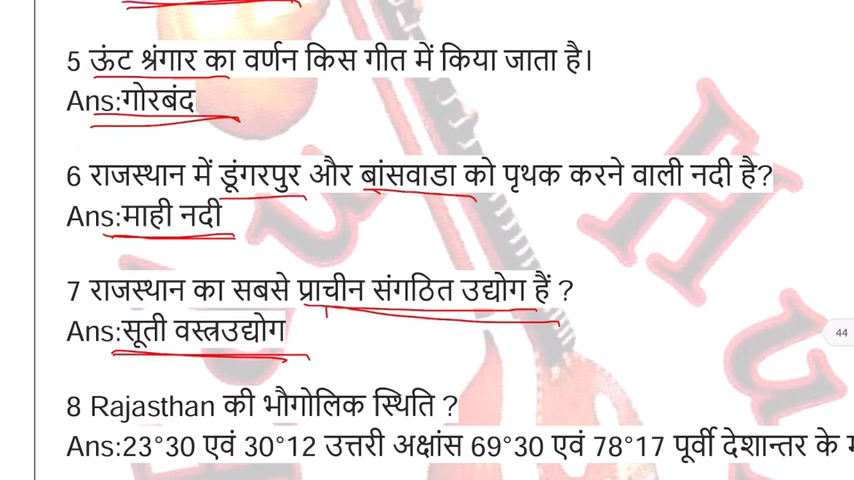 5 ऊंट श्रंगार का वर्णन किस गीत में किया जाता है।
Ans:गोरबंद
6 राजस्थान में डूंगरपुर और बांसवाडा को पृथक करने वाली नदी है?
Ans:माही नदी
7 राजस्थान का सबसे प्राचीन संगठित उद्योग हैं ?
Ans:सूती वस्त्रउद्योग
44
8 Rajasthan की भौगोलिक स्थिति ?
Ans:23°30 एवं 30°12 उत्तरी अक्षांस 69°30 एवं 78°17 पूर्वी देशान्तर के